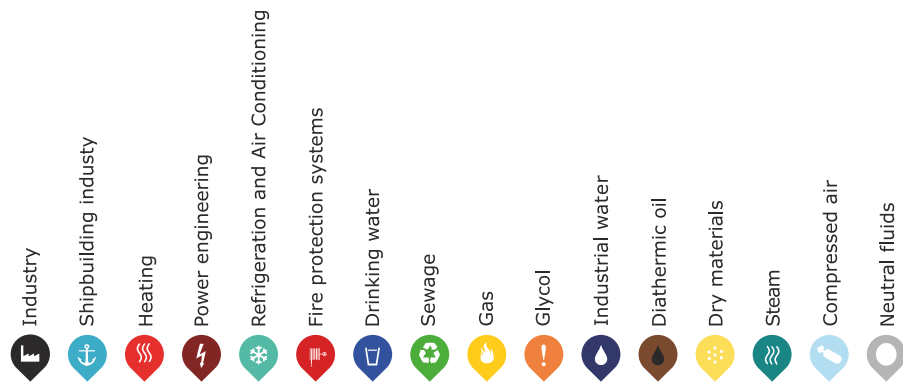 Industry
Shipbuilding industy
Heating
Power engineering
Refrigeration and Air Conditioning
Fire protection systems
Drinking water
Sewage
Gas
Glycol
Industrial water
Diathermic oil
Dry materials
Steam
Compressed air
Neutral fluids